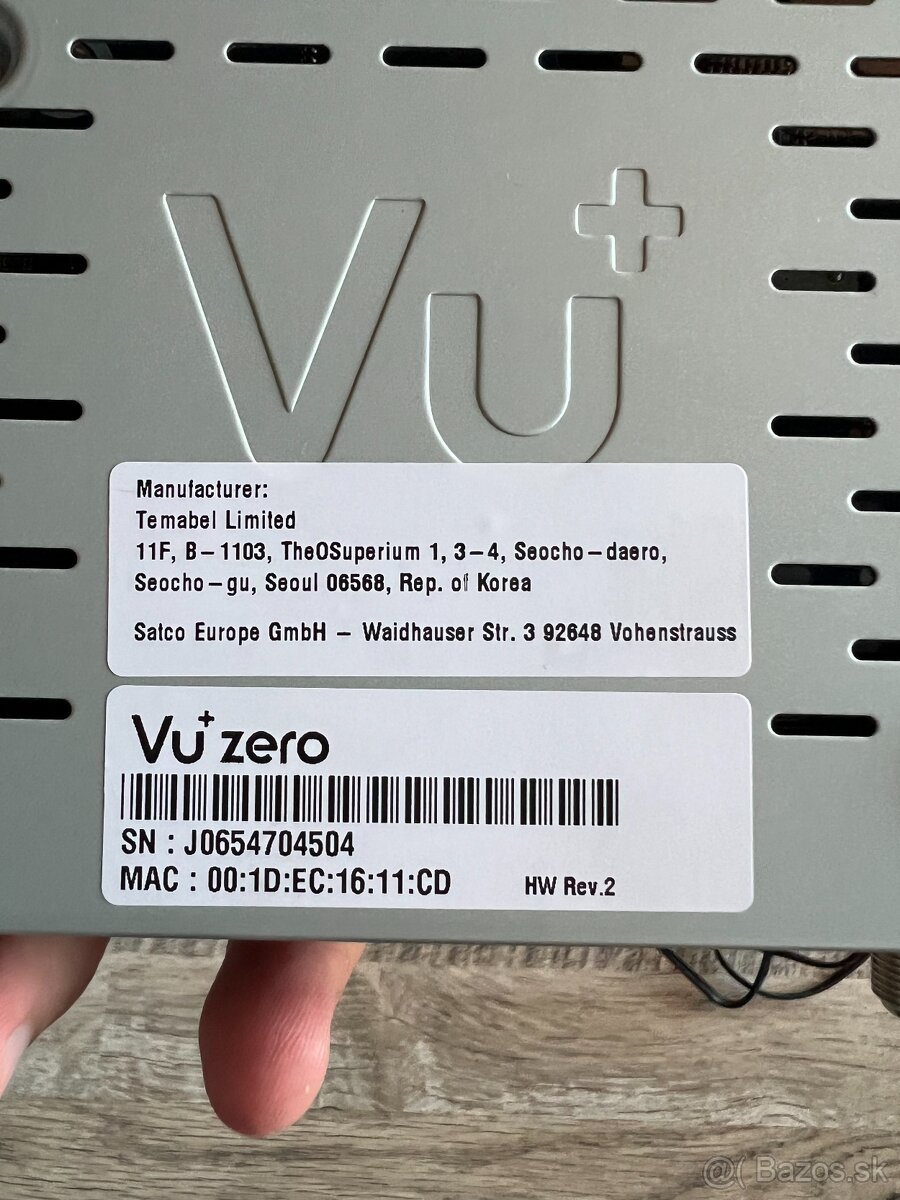 Vu+
Manufacturer:
Temabel Limited
11F, B-1103, TheOSuperium 1, 3-4, Seocho-daero,
Seocho-gu, Seoul 06568, Rep. of Korea
Satco Europe GmbH - Waidhauser Str. 3 92648 Vohenstrauss
Vu+ zero
SN : J0654704504
MAC : 00:1D:EC:16:11:CD HW Rev.2
@( Bazos.sk